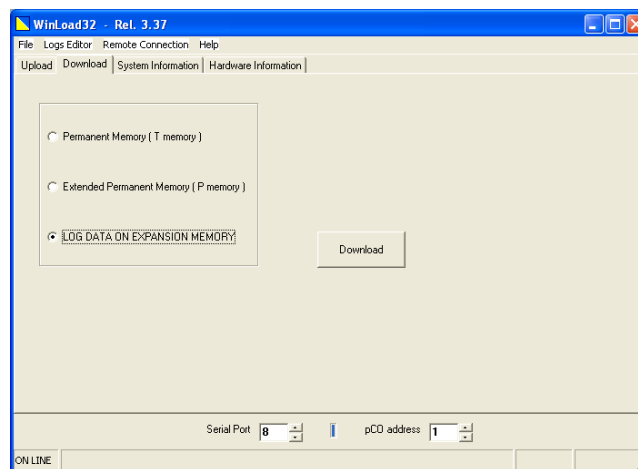 WinLoad32 - Rel. 3.37
File Logs Editor Remote Connection Help
Upload Download System Information Hardware Information
Permanent Memory ( T memory )
Extended Permanent Memory ( P memory )
LOG DATA ON EXPANSION MEMORY
Download
Serial Port 8 pCO address 1
ON LINE